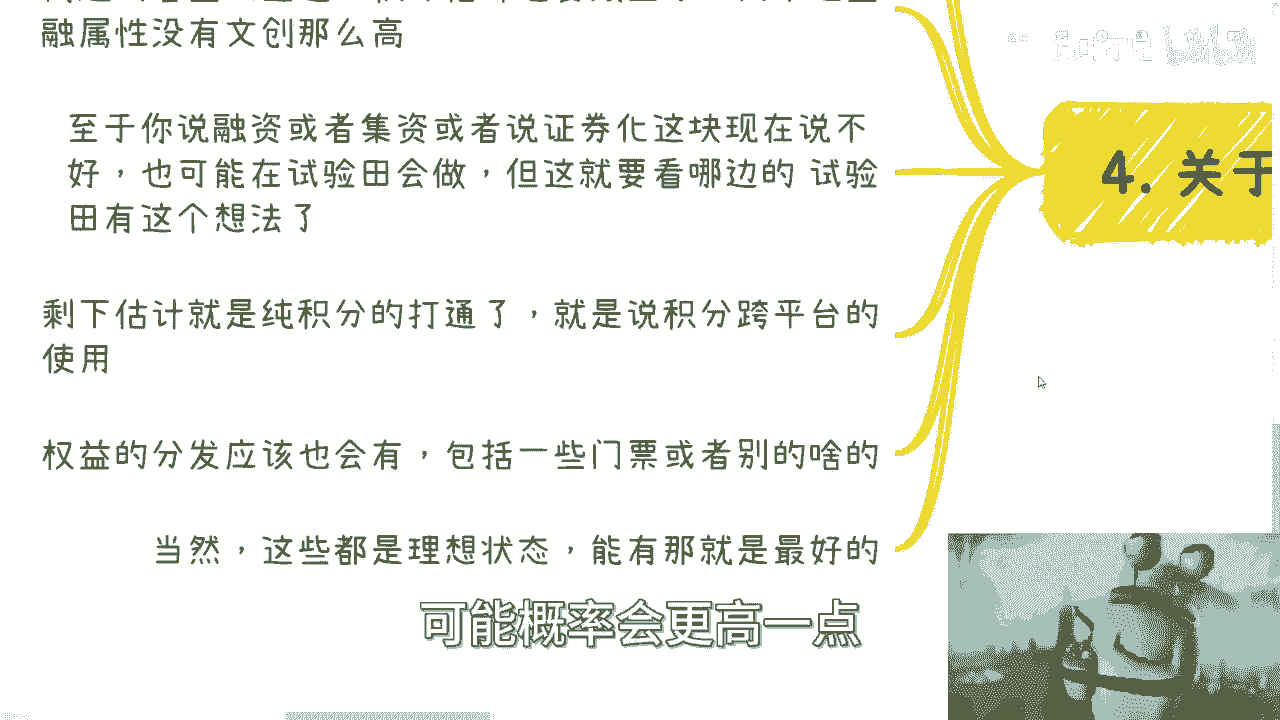 融属性没有文创那么高
至于你说融资或者集资或者说证券化这块现在说不
好，也可能在试验田会做，但这就要看哪边的 试验
田有这个想法了
4. 关于
剩下估计就是纯积分的打通了，就是说积分跨平台的
使用
权益的分发应该也会有，包括一些门票或者别的啥的
当然，这些都是理想状态，能有那就是最好的
可能概率会更高一点